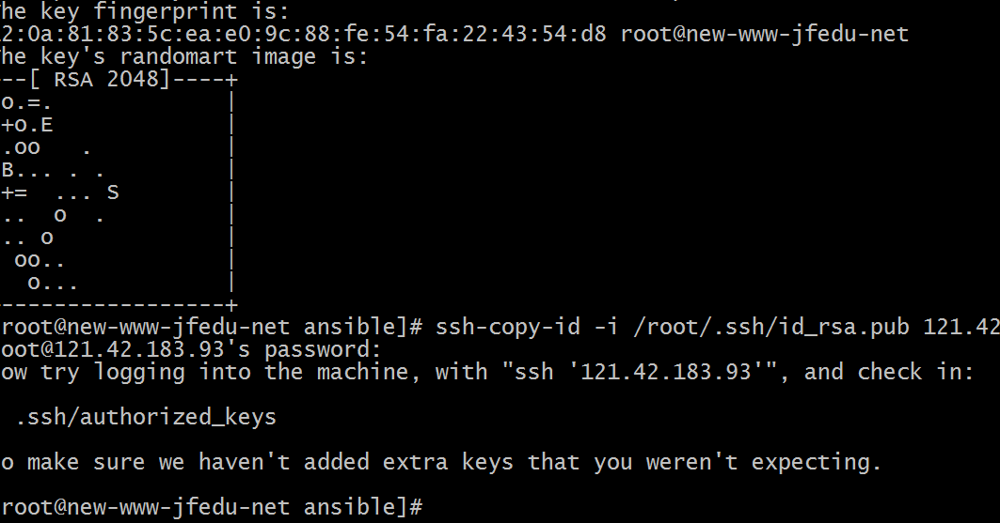 he key fingerprint is:
2:0a:81:83:5c:ea:e0:9c:88:fe:54:fa:22:43:54:d8 root@new-www-jfedu-net
he key's randomart image is:
---[ RSA 2048]----+
o.=.             |
+o.E             |
.oo   .          |
B... . .         |
+=  ... S        |
..  o  .         |
.. o             |
 oo..            |
  o...           |
-----------------+
root@new-www-jfedu-net ansible]# ssh-copy-id -i /root/.ssh/id_rsa.pub 121.42
oot@121.42.183.93's password:
ow try logging into the machine, with "ssh '121.42.183.93'", and check in:
 .ssh/authorized_keys
o make sure we haven't added extra keys that you weren't expecting.
root@new-www-jfedu-net ansible]#